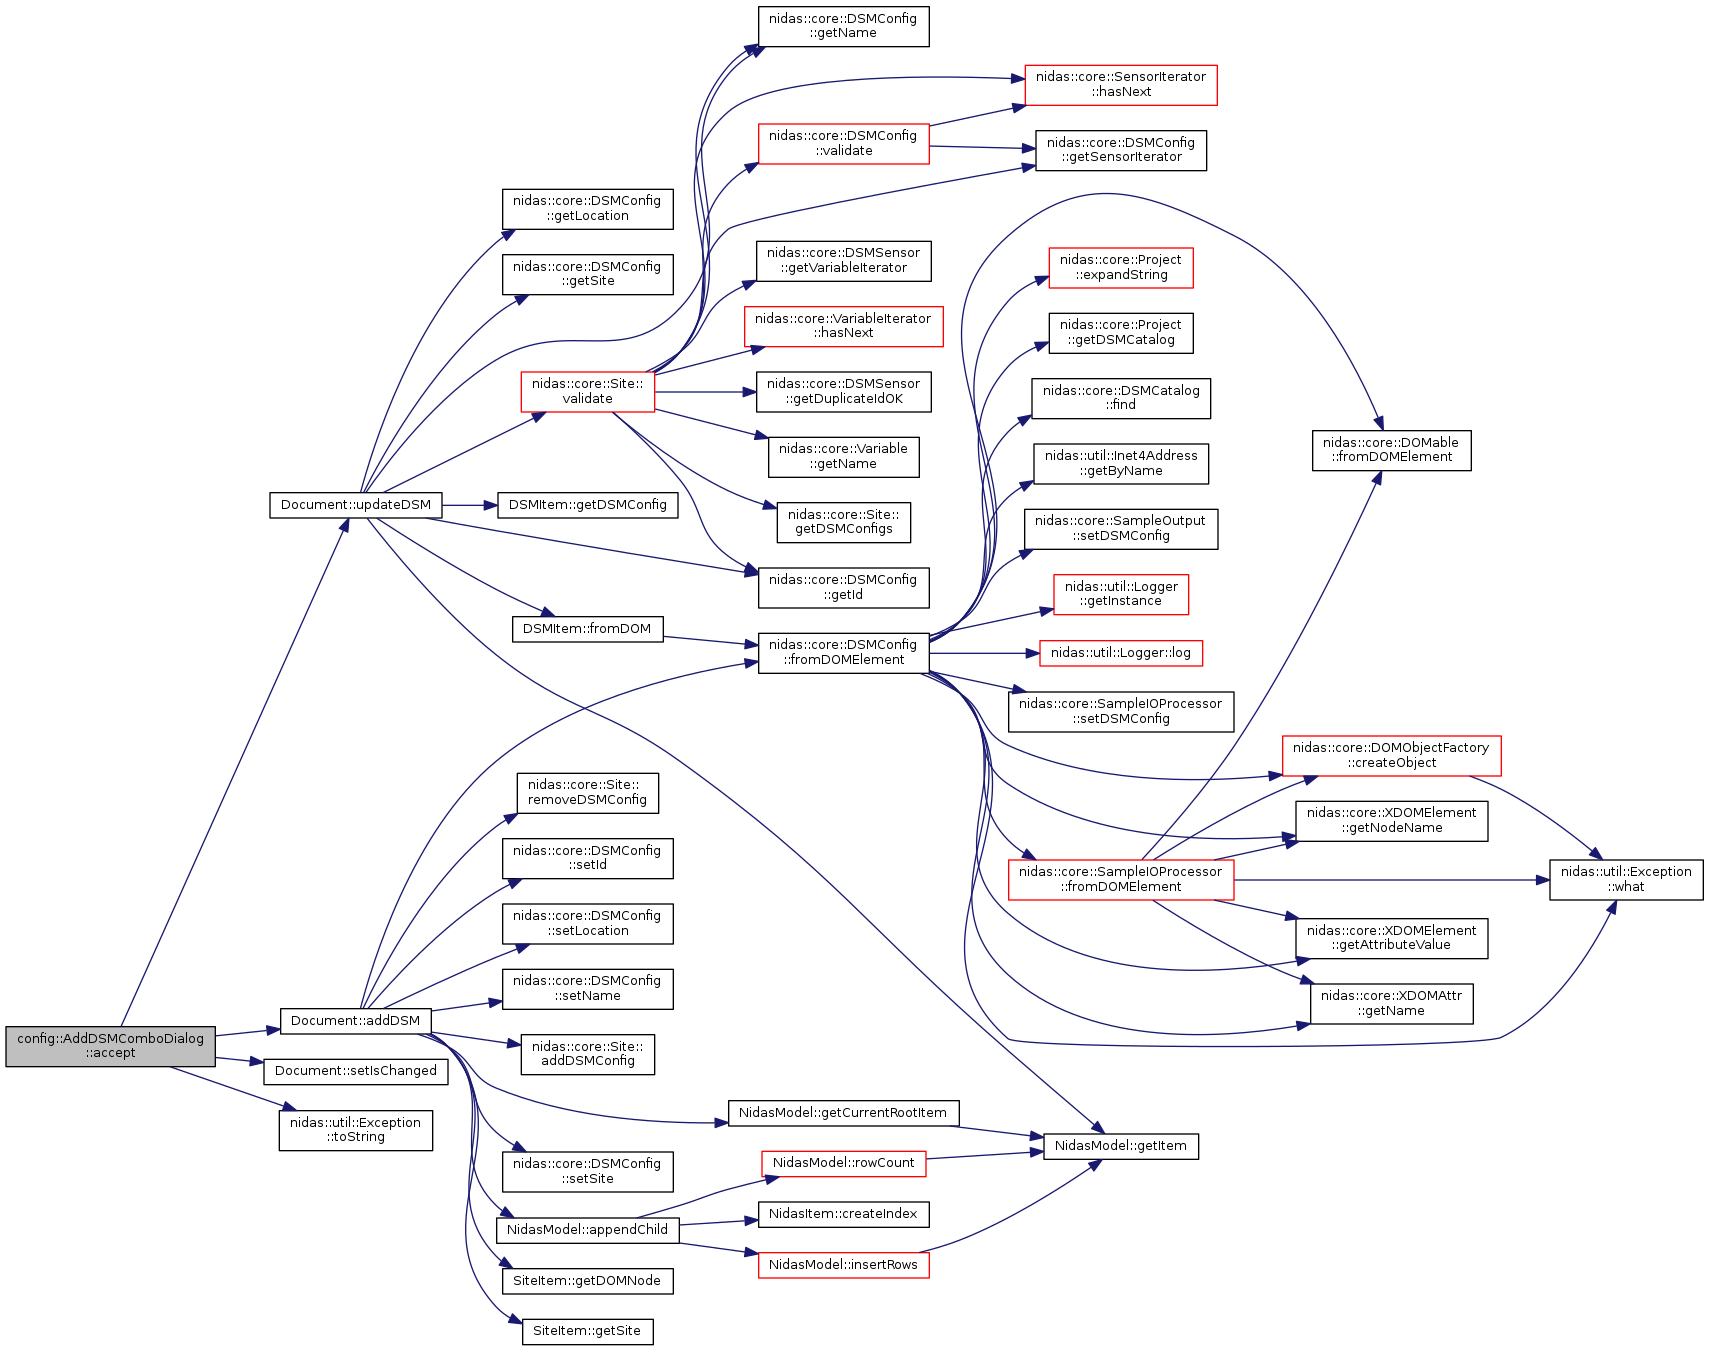 nidas::core::DSMConfig
::getName
nidas::core::SensorIterator
::hasNext
nidas::core::DSMConfig
::validate
nidas::core::DSMConfig
::getSensorIterator
nidas::core::DSMConfig
::getLocation
nidas::core::DSMConfig
::getSite
nidas::core::DSMSensor
::getVariableIterator
nidas::core::Project
::expandString
nidas::core::VariableIterator
::hasNext
nidas::core::Project
::getDSMCatalog
nidas::core::Site::
validate
nidas::core::DSMSensor
::getDuplicateIdOK
nidas::core::DSMCatalog
::find
nidas::core::Variable
::getName
nidas::util::Inet4Address
::getByName
nidas::core::DOMable
::fromDOMElement
Document::updateDSM
DSMItem::getDSMConfig
nidas::core::Site::
getDSMConfigs
nidas::core::SampleOutput
::setDSMConfig
nidas::core::DSMConfig
::getId
nidas::util::Logger
::getInstance
DSMItem::fromDOM
nidas::core::DSMConfig
::fromDOMElement
nidas::util::Logger::log
nidas::core::SampleIOProcessor
::setDSMConfig
nidas::core::DOMObjectFactory
::createObject
nidas::core::Site::
removeDSMConfig
nidas::core::XDOMElement
::getNodeName
nidas::core::DSMConfig
::setId
nidas::core::SampleIOProcessor
::fromDOMElement
nidas::util::Exception
::what
nidas::core::DSMConfig
::setLocation
nidas::core::XDOMElement
::getAttributeValue
nidas::core::DSMConfig
::setName
nidas::core::XDOMAttr
::getName
Document::addDSM
config::AddDSMComboDialog
::accept
nidas::core::Site::
addDSMConfig
Document::setIsChanged
NidasModel::getCurrentRootItem
nidas::util::Exception
::toString
NidasModel::getItem
nidas::core::DSMConfig
::setSite
NidasModel::rowCount
NidasItem::createIndex
NidasModel::appendChild
NidasModel::insertRows
SiteItem::getDOMNode
SiteItem::getSite